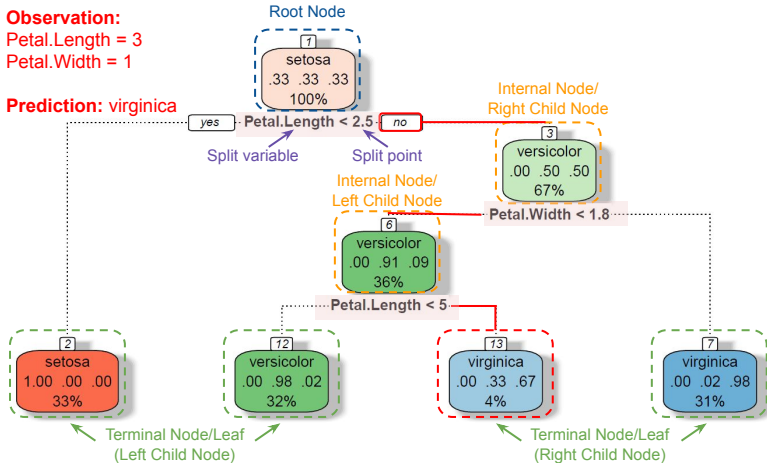 Observation:
Petal.Length = 3
Petal.Width = 1
Prediction: virginica
Root Node
1
setosa
.33 .33 .33
100%
yes Petal.Length < 2.5 no
Split variable Split point
Internal Node/
Right Child Node
3
versicolor
.00 .50 .50
67%
Petal.Width < 1.8
Internal Node/
Left Child Node
6
versicolor
.00 .91 .09
36%
Petal.Length < 5
2
setosa
1.00 .00 .00
33%
12
versicolor
.00 .98 .02
32%
13
virginica
.00 .33 .67
4%
7
virginica
.00 .02 .98
31%
Terminal Node/Leaf
(Left Child Node)
Terminal Node/Leaf
(Right Child Node)